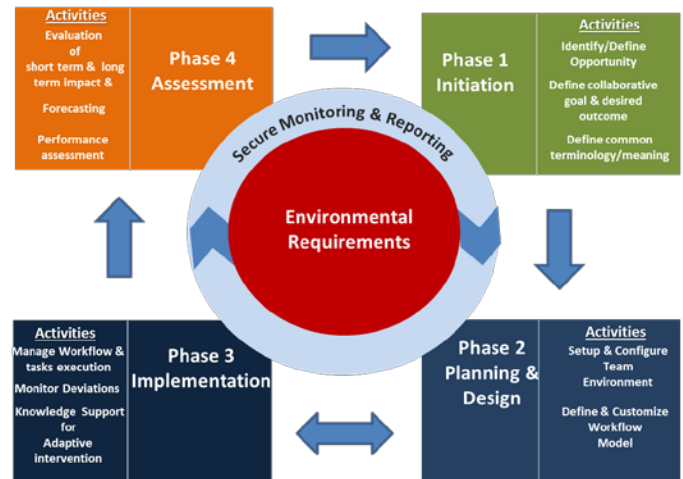 Activities
Evaluation
of
short term & long
term impact &
Forecasting
Performance
assessment
Phase 4
Assessment
Phase 1
Initiation
Activities
Identify/Define
Opportunity
Define collaborative
goal & desired
outcome
Define common
terminology/meaning
Secure Monitoring & Reporting
Environmental
Requirements
Activities
Manage Workflow &
tasks execution
Monitor Deviations
Knowledge Support
for
Adaptive
intervention
Phase 3
Implementation
Phase 2
Planning &
Design
Activities
Setup & Configure
Team
Environment
Define & Customize
Workflow
Model